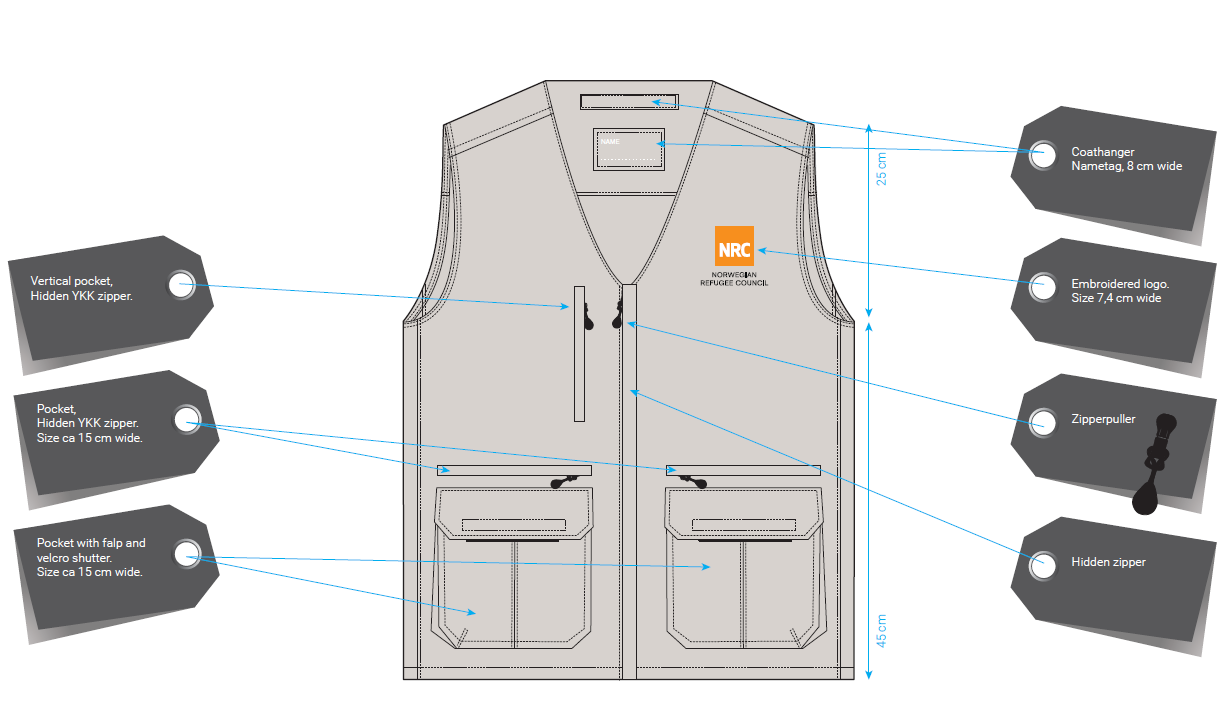 Coathanger
Nametag, 8 cm wide
NAME
25 cm
NRC
NORWEGIAN
REFUGEE COUNCIL
Embroidered logo.
Size 7,4 cm wide
Vertical pocket,
Hidden YKK zipper.
Pocket,
Hidden YKK zipper.
Size ca 15 cm wide.
Zipperpuller
Pocket with falp and
velcro shutter.
Size ca 15 cm wide.
Hidden zipper
45 cm